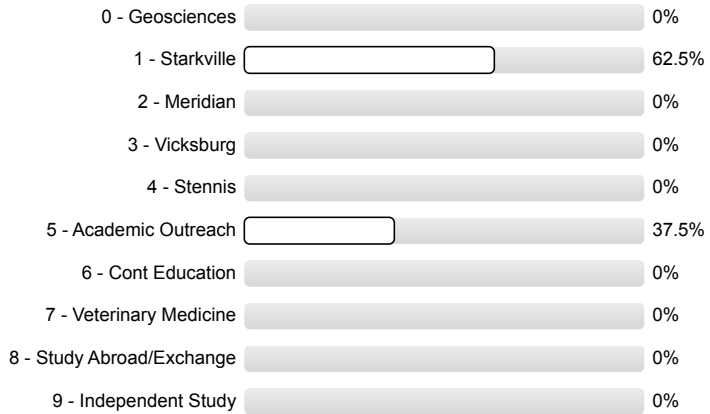 0 - Geosciences 0%
1 - Starkville 62.5%
2 - Meridian 0%
3 - Vicksburg 0%
4 - Stennis 0%
5 - Academic Outreach 37.5%
6 - Cont Education 0%
7 - Veterinary Medicine 0%
8 - Study Abroad/Exchange 0%
9 - Independent Study 0%